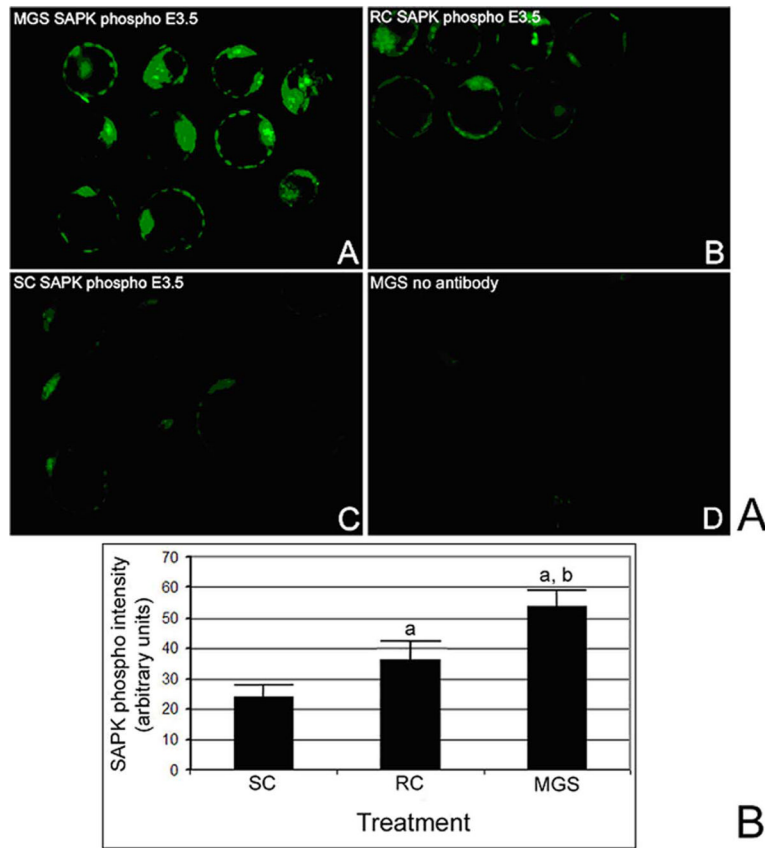 MGS SAPK phospho E3.5
A
RC SAPK phospho E3.5
B
SC SAPK phospho E3.5
C
MGS no antibody
D
A
SAPK phospho intensity
(arbitrary units)
70
60
50
40
30
20
10
0
a
a, b
SC
RC
MGS
Treatment
B